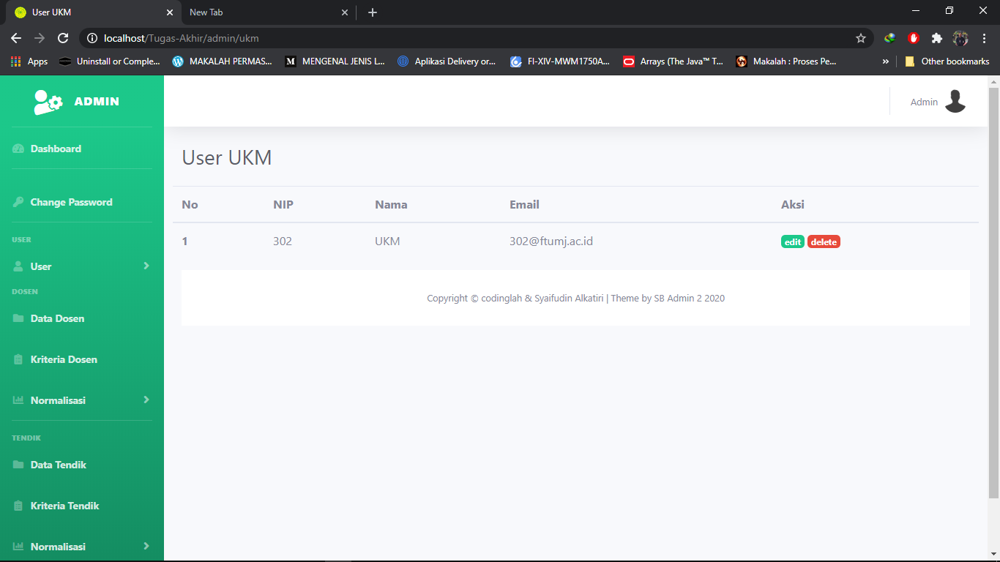 User UKM
New Tab
localhost/Tugas-Akhir/admin/ukm
Apps
Uninstall or Comple...
MAKALAH PERMAS...
MENGENAL JENIS L...
Aplikasi Delivery or...
FI-XIV-MWM1750A...
Arrays (The Java™ T...
Makalah : Proses Pe...
»
Other bookmarks
ADMIN
Dashboard
Change Password
USER
User
DOSEN
Data Dosen
Kriteria Dosen
Normalisasi
TENDIK
Data Tendik
Kriteria Tendik
Normalisasi
Admin
User UKM
No NIP Nama Email Aksi
1 302 UKM 302@ftumj.ac.id edit delete
Copyright © codinglah & Syaifudin Alkatiri | Theme by SB Admin 2 2020